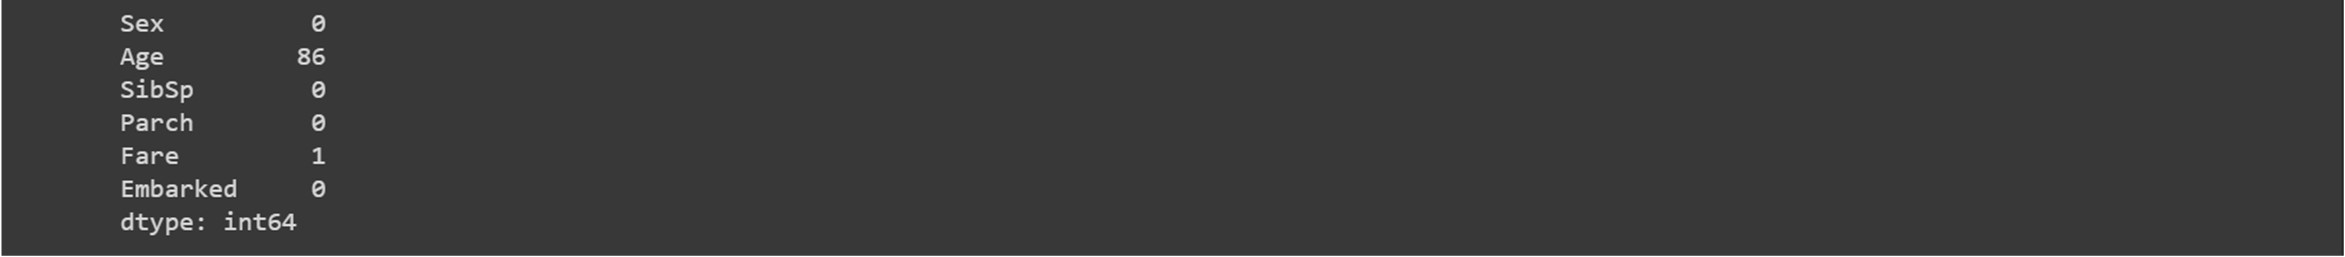 Sex 0
Age 86
SibSp 0
Parch 0
Fare 1
Embarked 0
dtype: int64